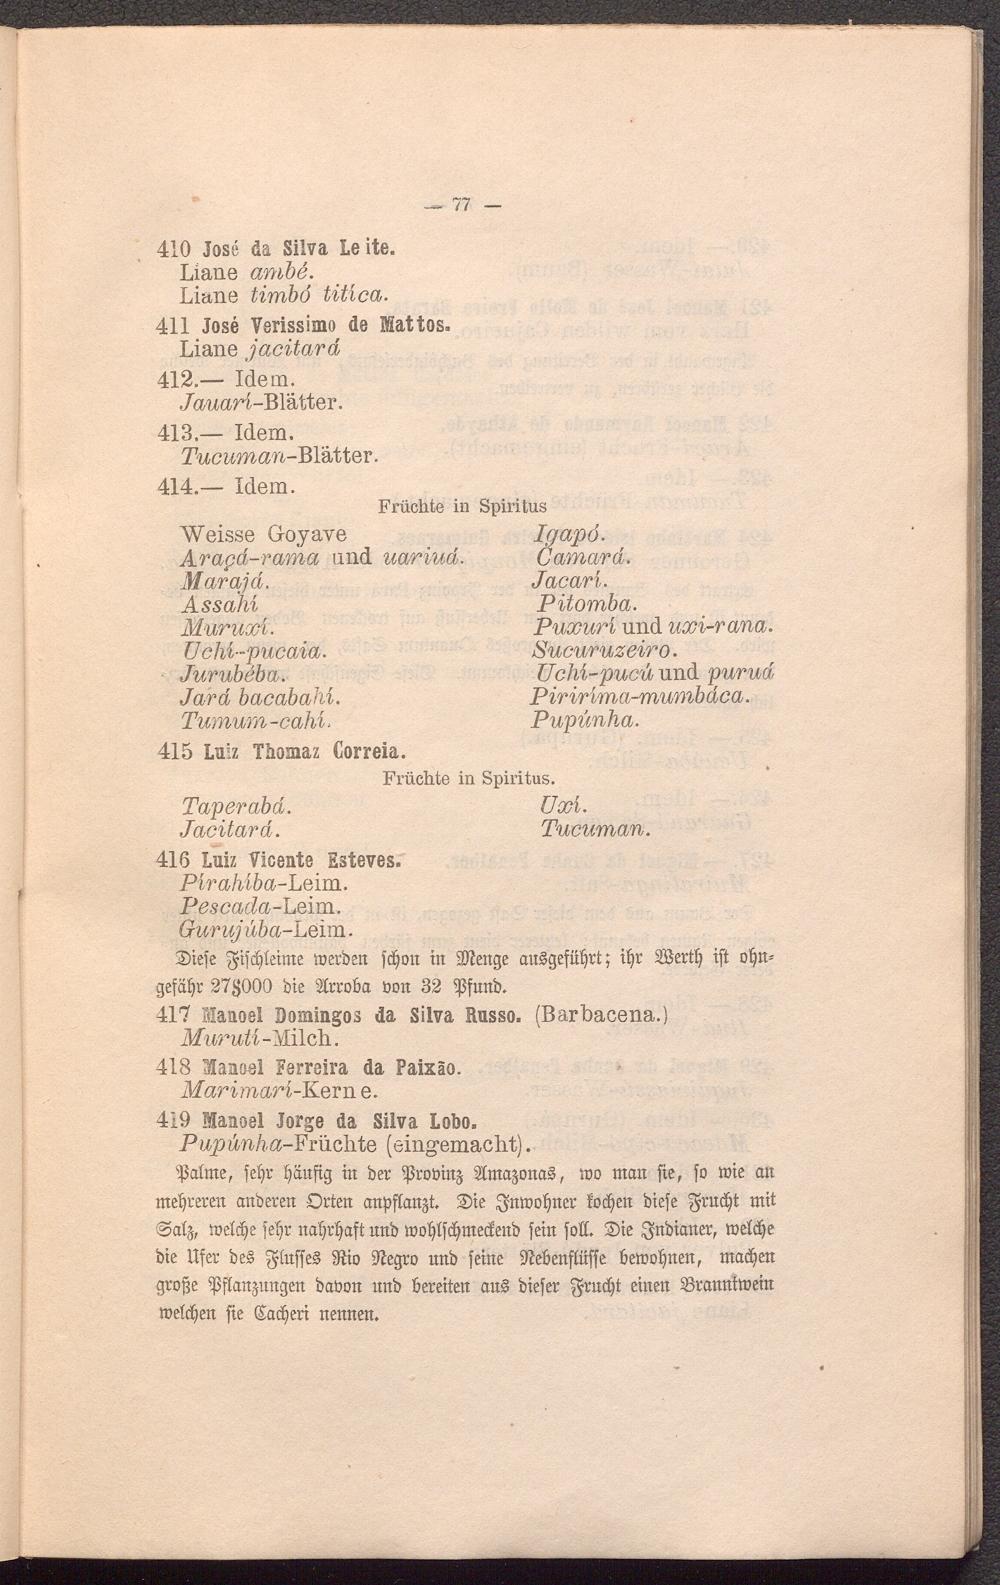 — 77 —
410 José da Silva Leite.
Liane ambé.
Liane timbó titíca.
411 José Verissimo de Mattos.
Liane jacitará
412.— Idem.
Jauarí-Blätter.
413.— Idem.
Tucuman-Blätter.
414.— Idem.
Früchte in Spiritus
Weisse Goyave
Araçá-rama und uariuá.
Marajá.
Assahí
Muruxí.
Uchí-pucaia.
Jurubéba.
Jará bacabahí.
Tumum-cahí.
Igapó.
Camará.
Jacarí.
Pitomba.
Puxurí und uxi-rana.
Sucuruzeiro.
Uchí-pucú und puruá
Piriríma-mumbáca.
Pupúnha.
415 Luiz Thomaz Correia.
Früchte in Spiritus.
Taperabá.
Jacitará.
Uxí.
Tucuman.
416 Luiz Vicente Esteves.
Pirahíba-Leim.
Pescada-Leim.
Gurujúba-Leim.
Diese Fischleime werden schon in Menge ausgeführt; ihr Werth ist ohn-
gefähr 27$000 die Arroba von 32 Pfund.
417 Manoel Domingos da Silva Russo. (Barbacena.)
Murutí-Milch.
418 Manoel Ferreira da Paixão.
Marimarí-Kerne.
419 Manoel Jorge da Silva Lobo.
Pupúnha-Früchte (eingemacht).
Palme, sehr häufig in der Provinz Amazonas, wo man sie, so wie an
mehreren anderen Orten anpflanzt. Die Inwohner kochen diese Frucht mit
Salz, welche sehr nahrhaft und wohlschmeckend sein soll. Die Indianer, welche
die Ufer des Flusses Rio Negro und seine Nebenflüsse bewohnen, machen
große Pflanzungen davon und bereiten aus dieser Frucht einen Branntwein
welchen sie Cacheri nennen.